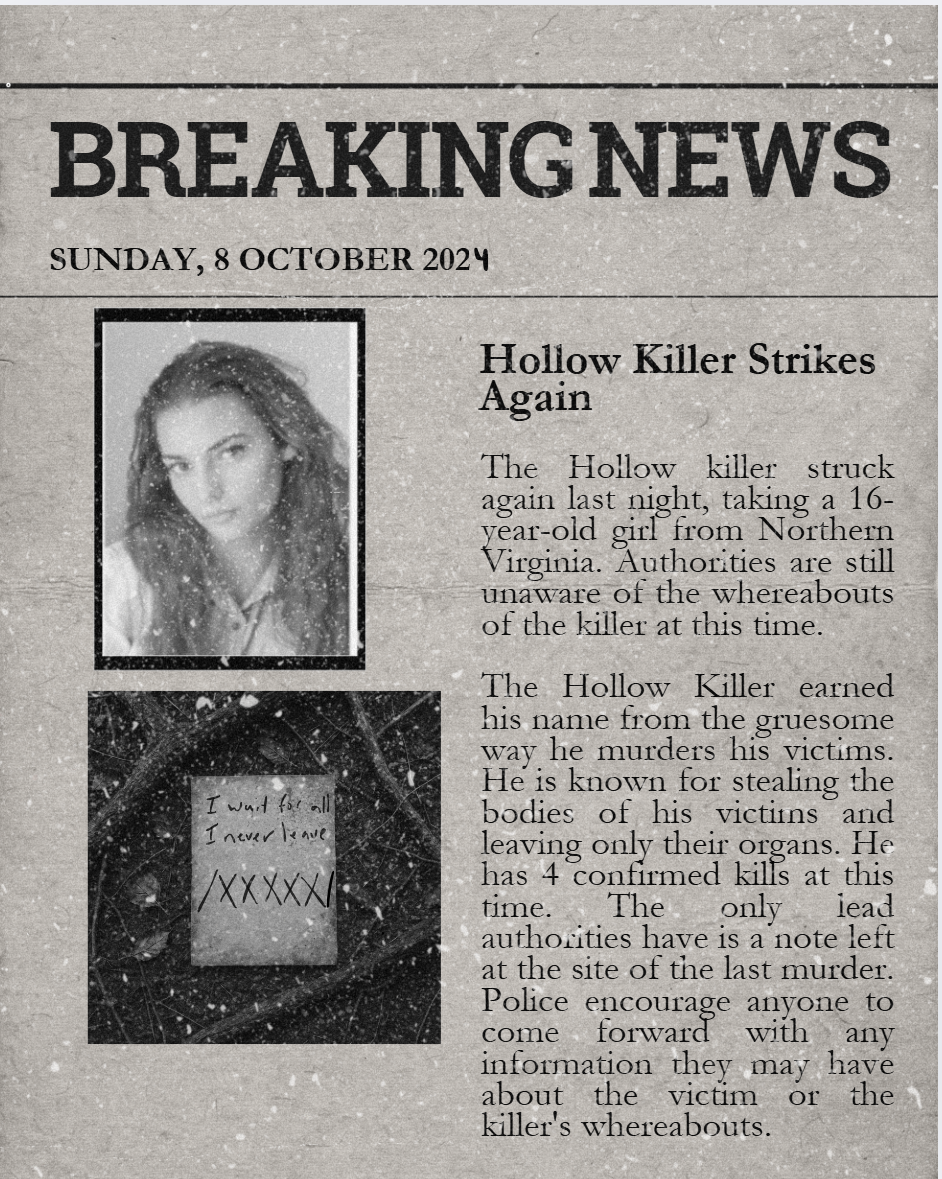 BREAKING NEWS
SUNDAY, 8 OCTOBER 2024
Hollow Killer Strikes
Again
The Hollow killer struck
again last night, taking a 16-
year-old girl from Northern
Virginia. Authorities are still
unaware of the whereabouts
of the killer at this time.
The Hollow Killer earned
his name from the gruesome
way he murders his victims.
He is known for stealing the
bodies of his victims and
leaving only their organs. He
has 4 confirmed kills at this
time. The only lead
authorities have is a note left
at the site of the last murder.
Police encourage anyone to
come forward with any
information they may have
about the victim or the
killer's whereabouts.
I wait for all
I never leave
/XXXXX/